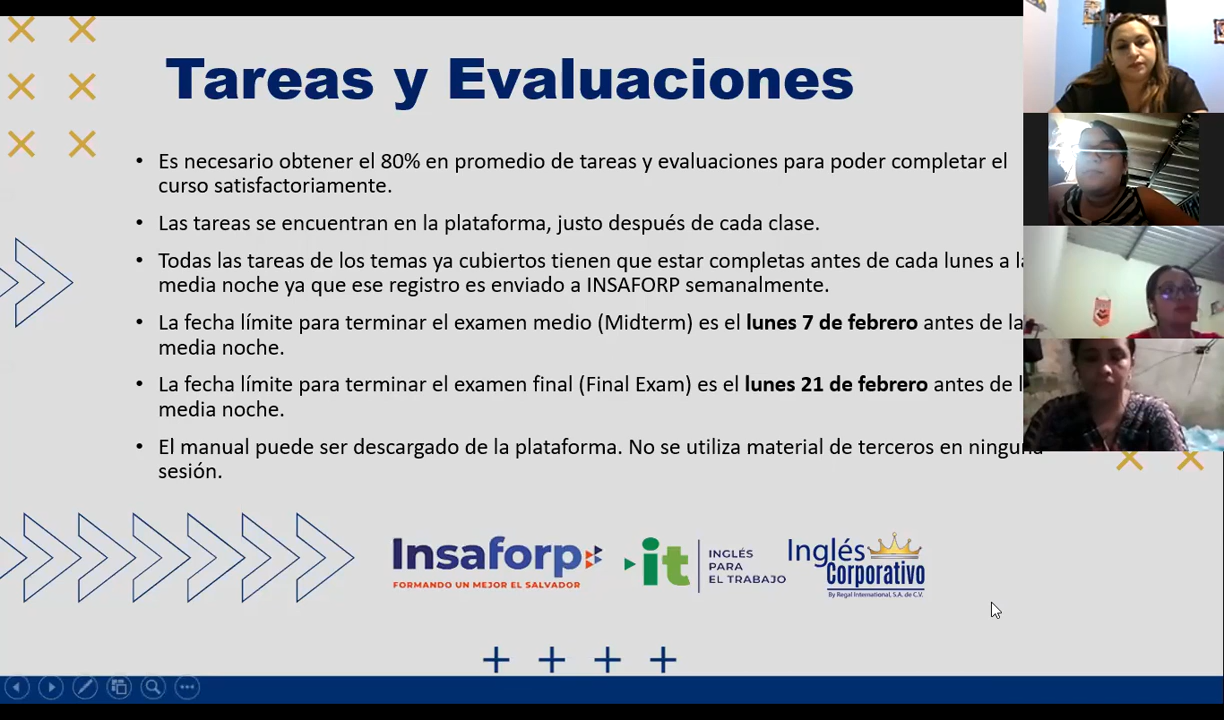 Tareas y Evaluaciones
• Es necesario obtener el 80% en promedio de tareas y evaluaciones para poder completar el
curso satisfactoriamente.
• Las tareas se encuentran en la plataforma, justo después de cada clase.
• Todas las tareas de los temas ya cubiertos tienen que estar completas antes de cada lunes a la
media noche ya que ese registro es enviado a INSAFORP semanalmente.
• La fecha límite para terminar el examen medio (Midterm) es el lunes 7 de febrero antes de la
media noche.
• La fecha límite para terminar el examen final (Final Exam) es el lunes 21 de febrero antes de
media noche.
• El manual puede ser descargado de la plataforma. No se utiliza material de terceros en ninguna
sesión.
Insaforp
FORMANDO UN MEJOR EL SALVADOR
it
INGLÉS
PARA
EL TRABAJO
Inglés
Corporativo
By Regal International, S.A. de C.V.